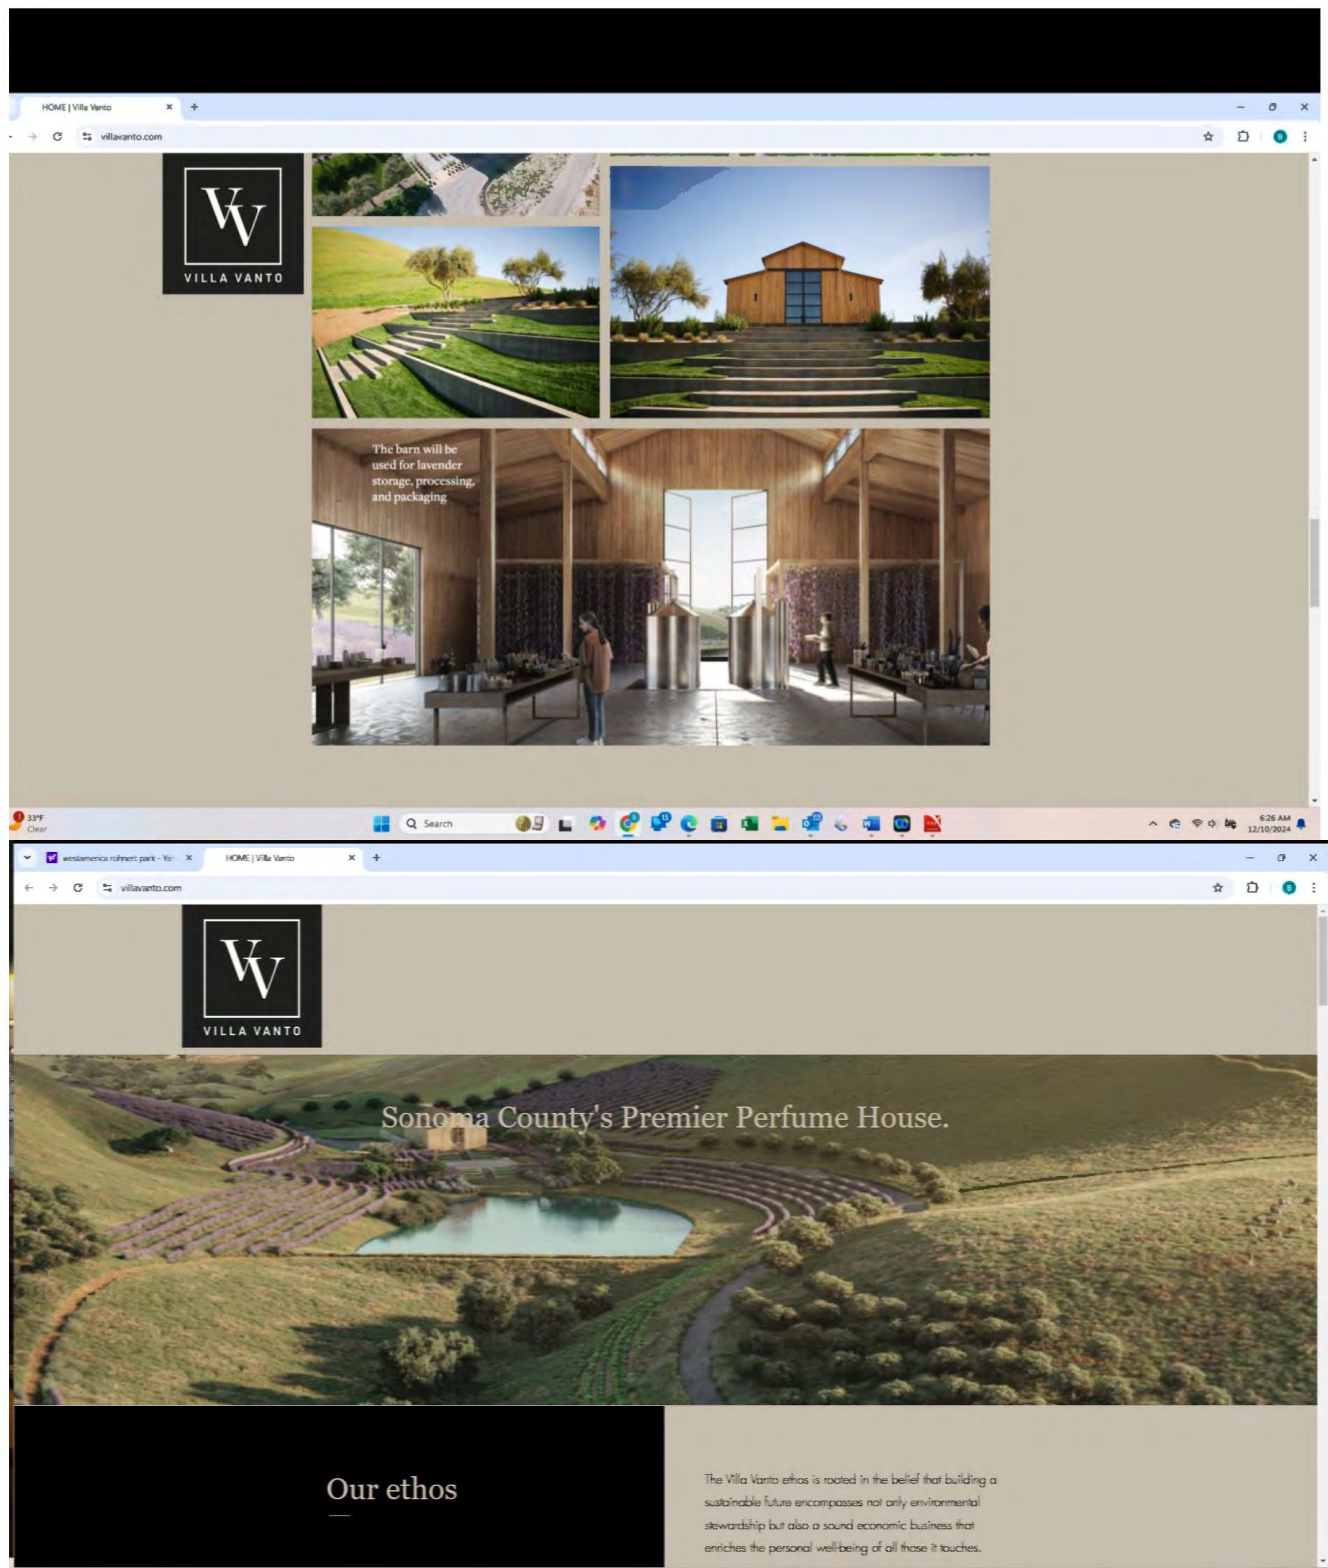 HOME | Villa Vanto
villavanto.com
VV
VILLA VANTO
The barn will be
used for lavender
storage, processing,
and packaging
1
33°F
Clear
Search
6:26 AM
12/10/2024
westamerica rohnert park - Ya
HOME | Villa Vanto
villavanto.com
VV
VILLA VANTO
Sonoma County's Premier Perfume House.
Our ethos
The Villa Vanto ethos is rooted in the belief that building a
sustainable future encompasses not only environmental
stewardship but also a sound economic business that
enriches the personal well-being of all those it touches.